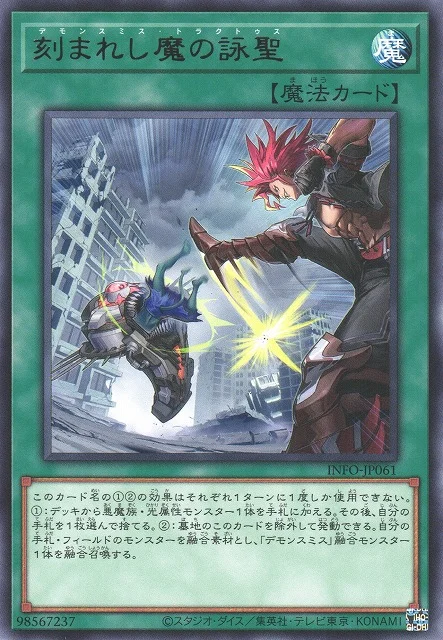 デモンスミス・トラクトゥス
刻まれし魔の詠聖
魔
【魔法カード】
INFO-JP061
このカード名の①②の効果はそれぞれ1ターンに1度しか使用できない。
①:デッキから悪魔族・光属性モンスター1体を手札に加える。その後、自分の
手札を1枚選んで捨てる。②:墓地のこのカードを除外して発動できる。自分の
手札・フィールドのモンスターを融合素材とし、「デモンスミス」融合モンスター
1体を融合召喚する。
98567237
©スタジオ・ダイス/集英社・テレビ東京・KONAMI